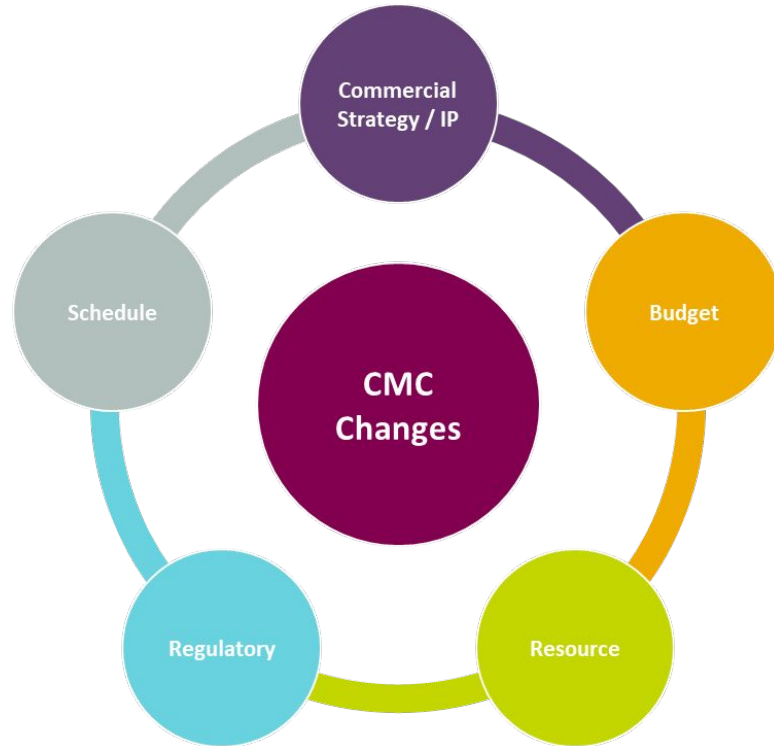 Commercial
Strategy / IP
Schedule
Budget
CMC
Changes
Regulatory
Resource